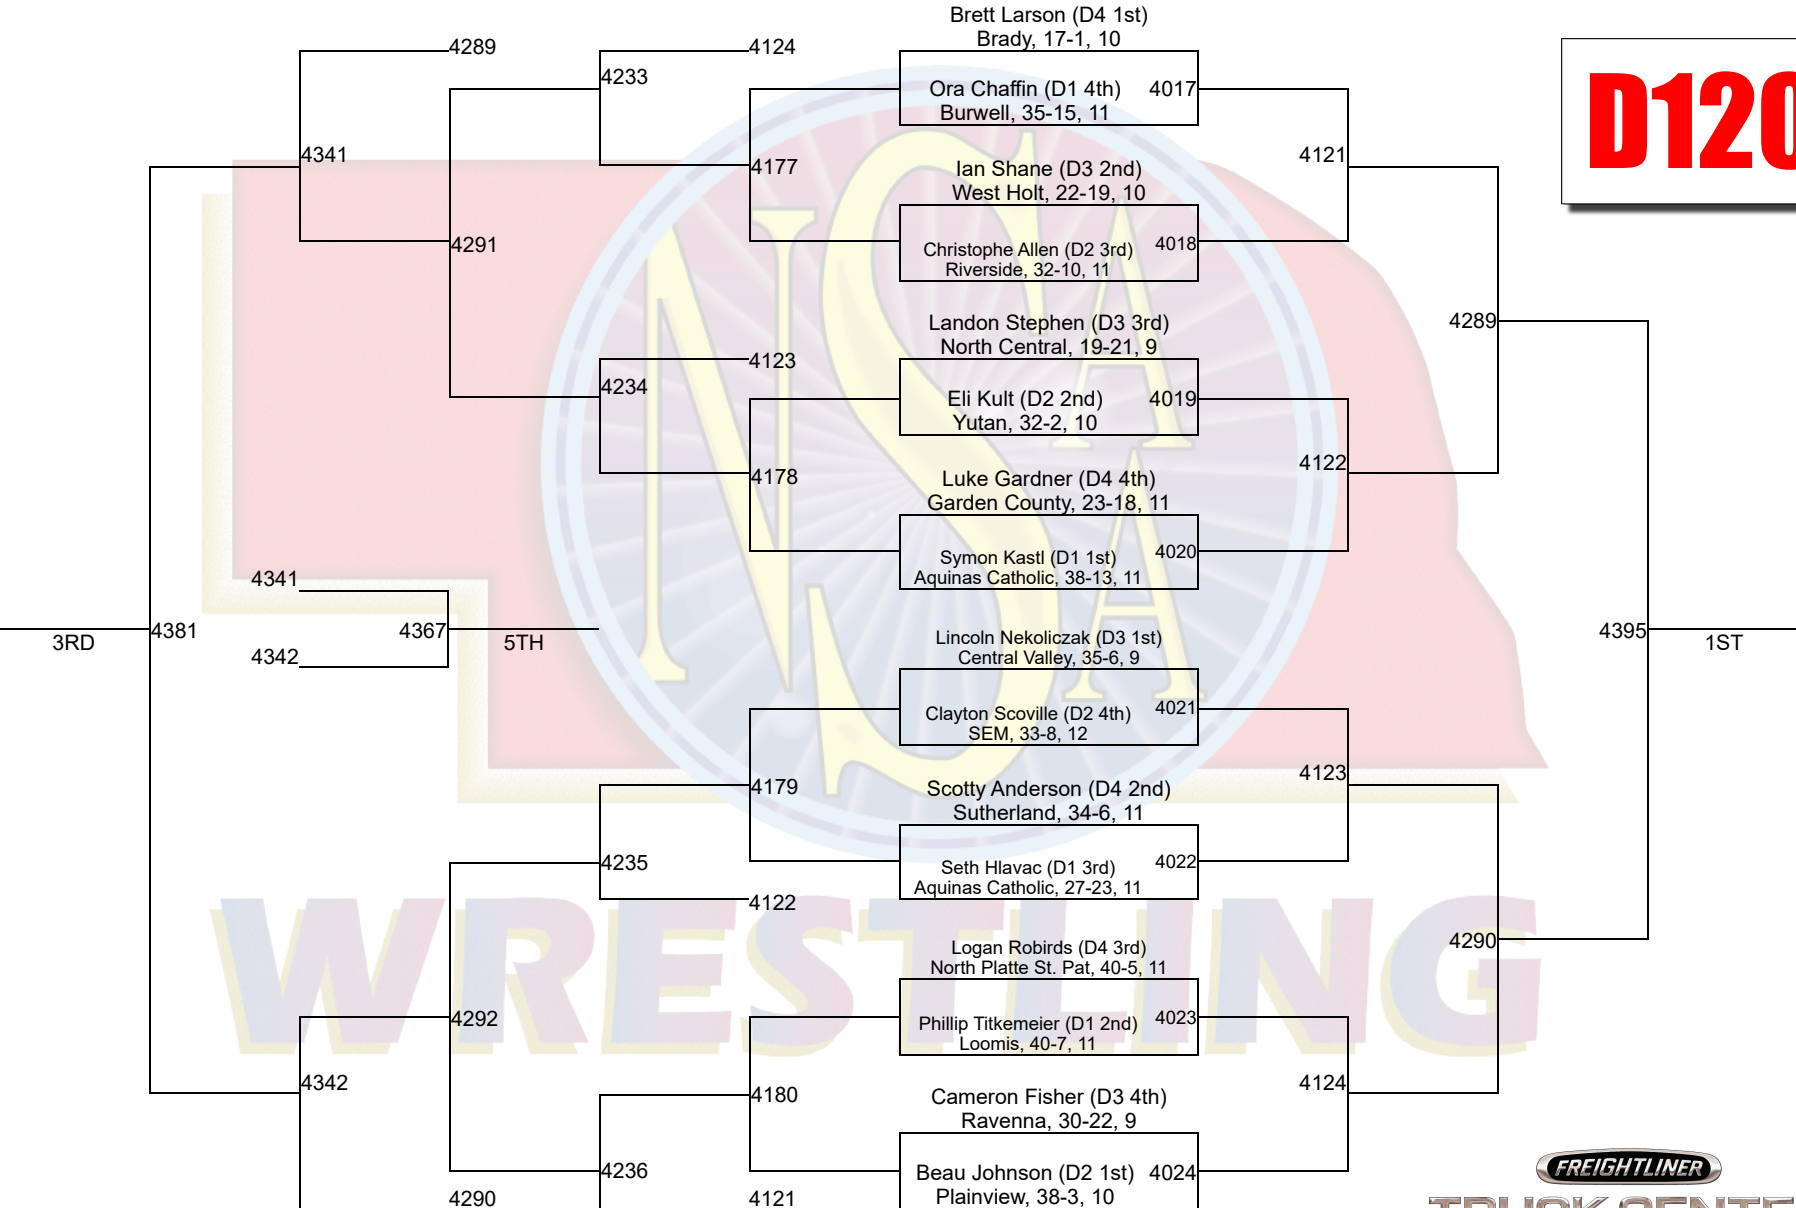 Brett Larson (D4 1st)
Brady, 17-1, 10
4289
4124
4233
Ora Chaffin (D1 4th)
4017
Burwell, 35-15, 11
D120
4341
4177
Ian Shane (D3 2nd)
West Holt, 22-19, 10
4121
4291
Christophe Allen (D2 3rd)
4018
Riverside, 32-10, 11
Landon Stephen (D3 3rd)
North Central, 19-21, 9
4289
4123
4234
Eli Kult (D2 2nd)
4019
Yutan, 32-2, 10
4178
Luke Gardner (D4 4th)
Garden County, 23-18, 11
4122
Symon Kastl (D1 1st)
4020
Aquinas Catholic, 38-13, 11
4341
4381
3RD
4342
4367
5TH
Lincoln Nekoliczak (D3 1st)
Central Valley, 35-6, 9
4395
1ST
Clayton Scoville (D2 4th)
4021
SEM, 33-8, 12
4179
Scotty Anderson (D4 2nd)
Sutherland, 34-6, 11
4123
4235
Seth Hlavac (D1 3rd)
4022
Aquinas Catholic, 27-23, 11
4122
NSAA
WRESTLING
Logan Robirds (D4 3rd)
North Platte St. Pat, 40-5, 11
4290
4292
Phillip Titkemeier (D1 2nd)
4023
Loomis, 40-7, 11
4342
4180
Cameron Fisher (D3 4th)
Ravenna, 30-22, 9
4124
4236
Beau Johnson (D2 1st)
4024
Plainview, 38-3, 10
4290
4121
FREIGHTLINER
TRUCK CENTE